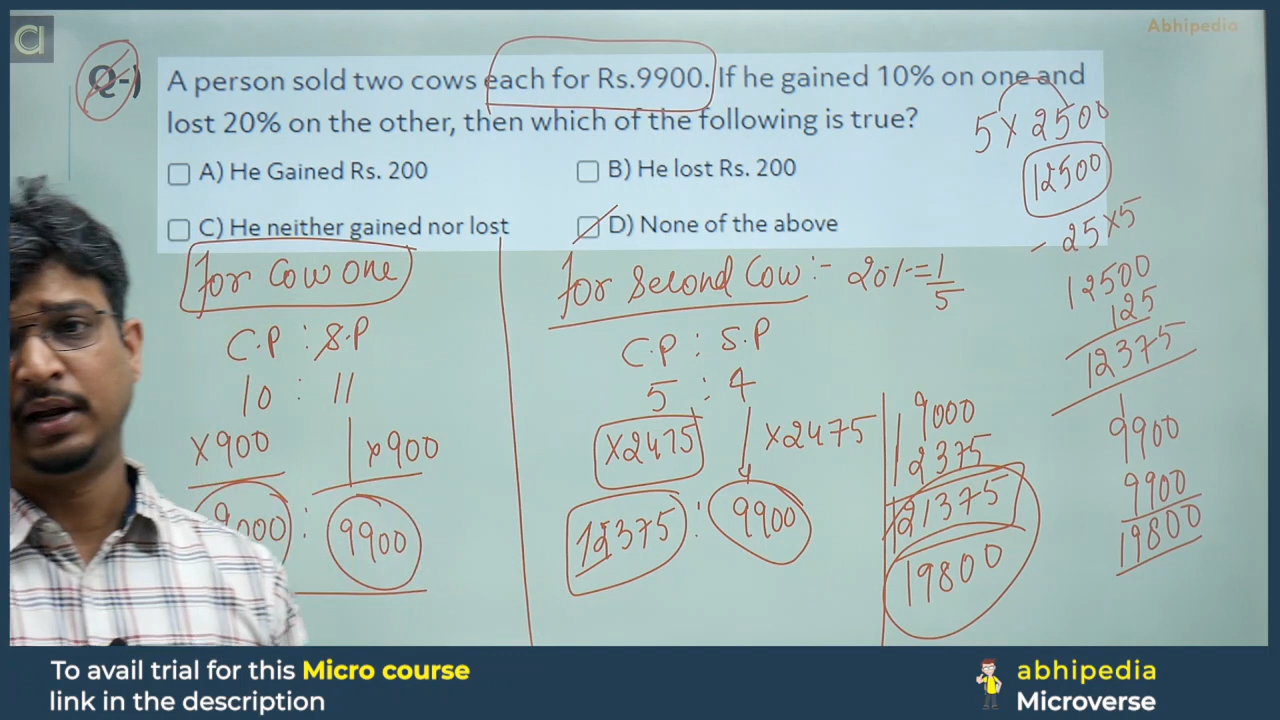 a
Abhipedia
Q-1
A person sold two cows each for Rs.9900. If he gained 10% on one and
lost 20% on the other, then which of the following is true?
A) He Gained Rs. 200
B) He lost Rs. 200
C) He neither gained nor lost
D) None of the above
5 x 2500
12500
- 25 x 5
12500
125
12375
9900
9900
19800
for Cow one
C.P : S.P
10 : 11
x900 x900
9000 : 9900
for Second Cow :- 20% = 1/5
C.P : S.P
5 : 4
x2475 x2475
12375 : 9900
9000
12375
21375
19800
To avail trial for this Micro course
link in the description
abhipedia
Microverse